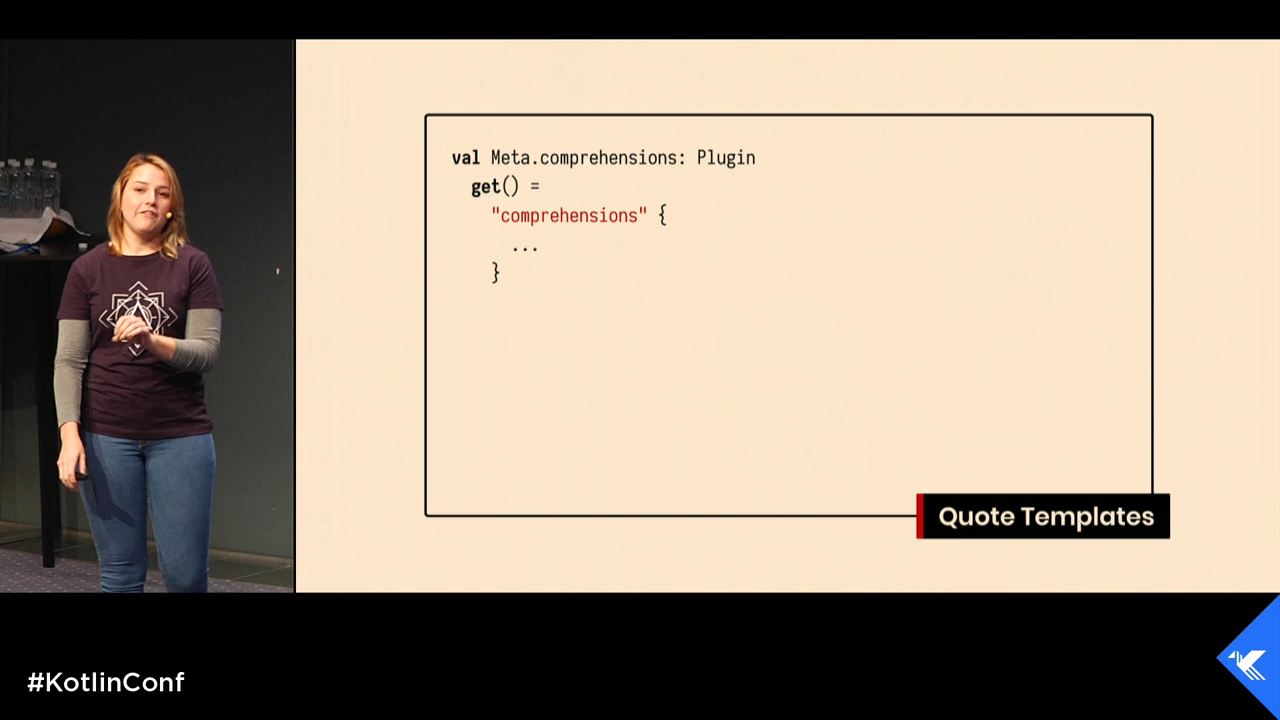 val Meta.comprehensions: Plugin
get() =
"comprehensions" {
...
}
Quote Templates
#KotlinConf